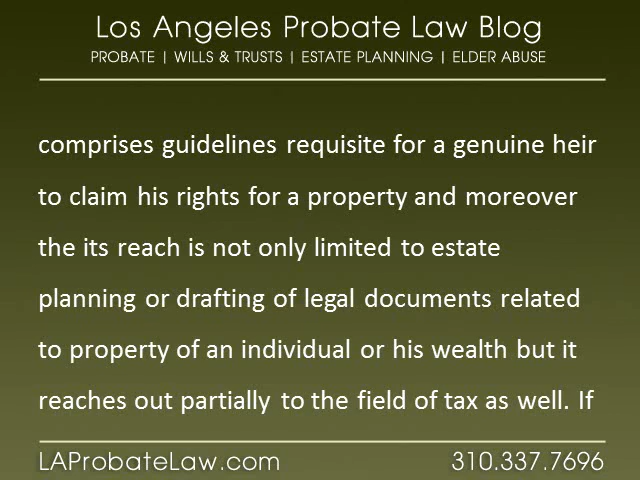 Los Angeles Probate Law Blog
PROBATE | WILLS & TRUSTS | ESTATE PLANNING | ELDER ABUSE
comprises guidelines requisite for a genuine heir
to claim his rights for a property and moreover
the its reach is not only limited to estate
planning or drafting of legal documents related
to property of an individual or his wealth but it
reaches out partially to the field of tax as well. If
LAProbateLaw.com
310.337.7696